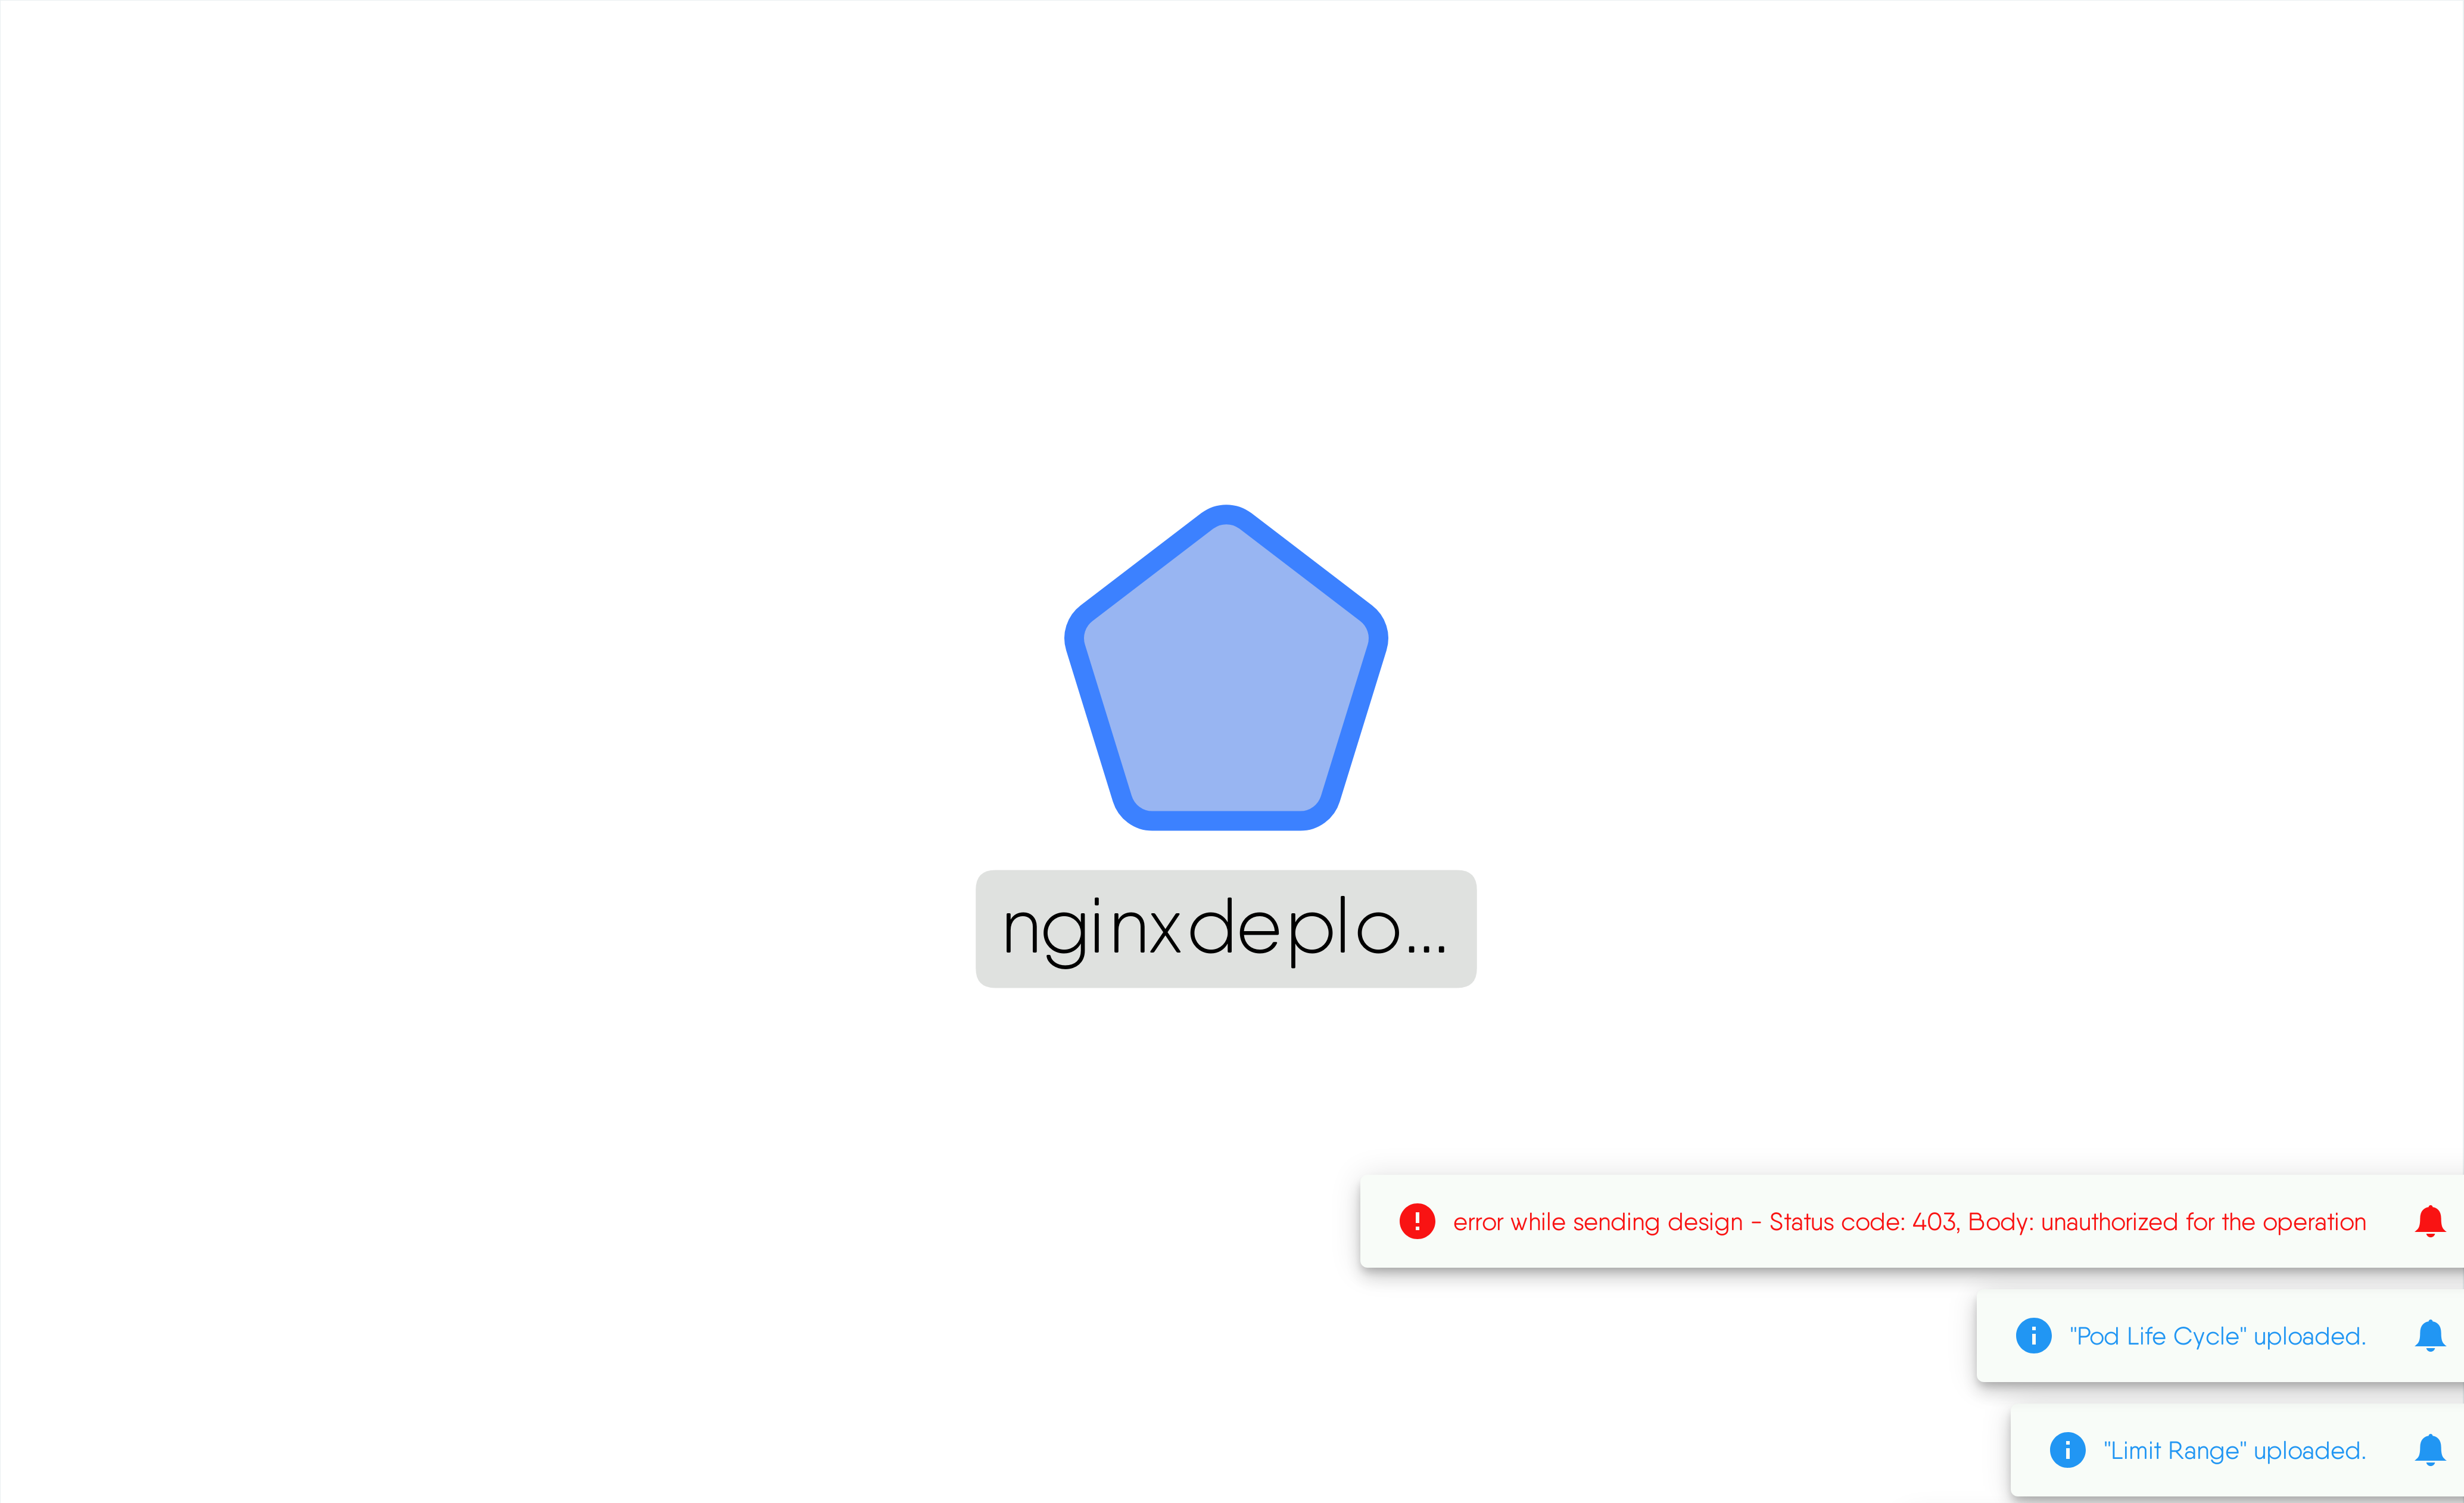 nginxdeplo...
error while sending design - Status code: 403, Body: unauthorized for the operation
"Pod Life Cycle" uploaded.
"Limit Range" uploaded.